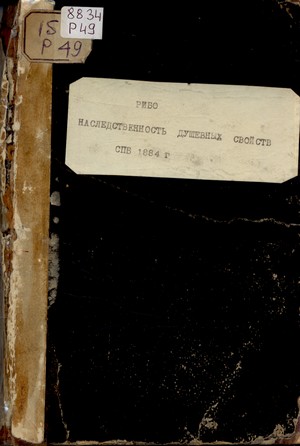 8834
Р49
15
Р 49
РИБО
НАСЛЕДСТВЕННОСТЬ ДУШЕВНЫХ СВОЙСТВ
СПБ 1884 г